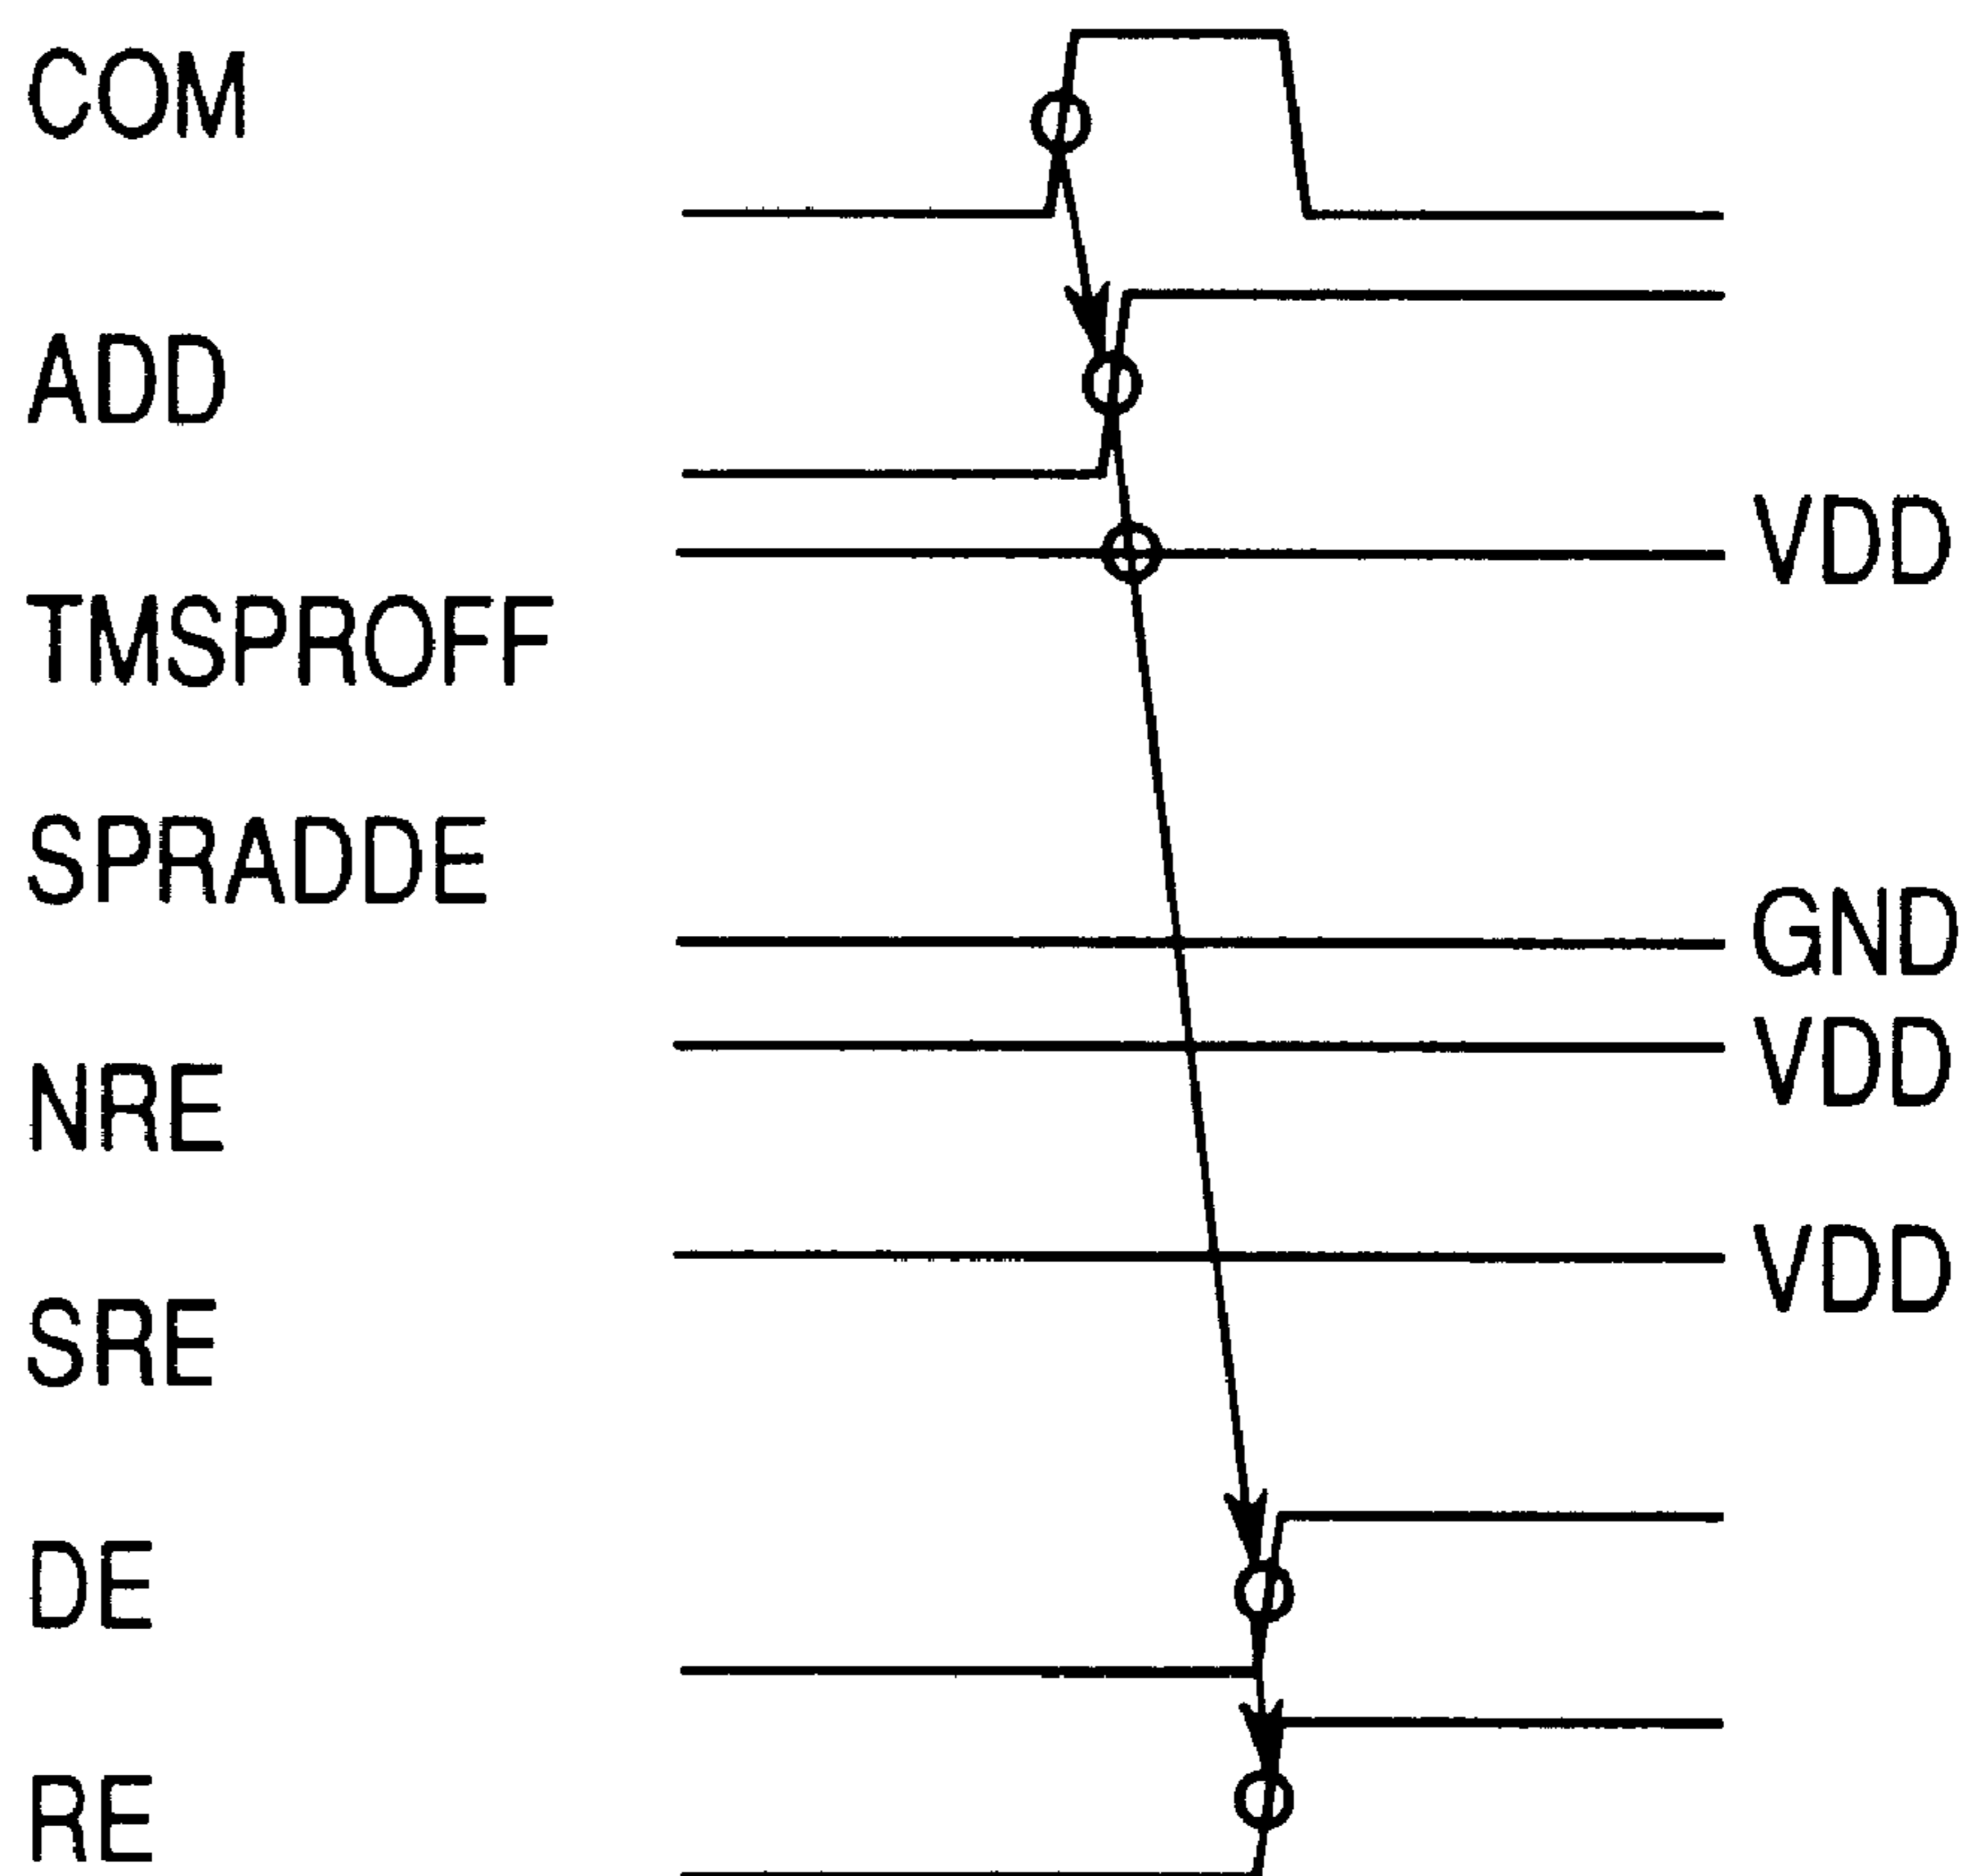 COM
ADD
TMSPROFF
VDD
SPRADDE
GND
NRE
VDD
SRE
VDD
DE
RE